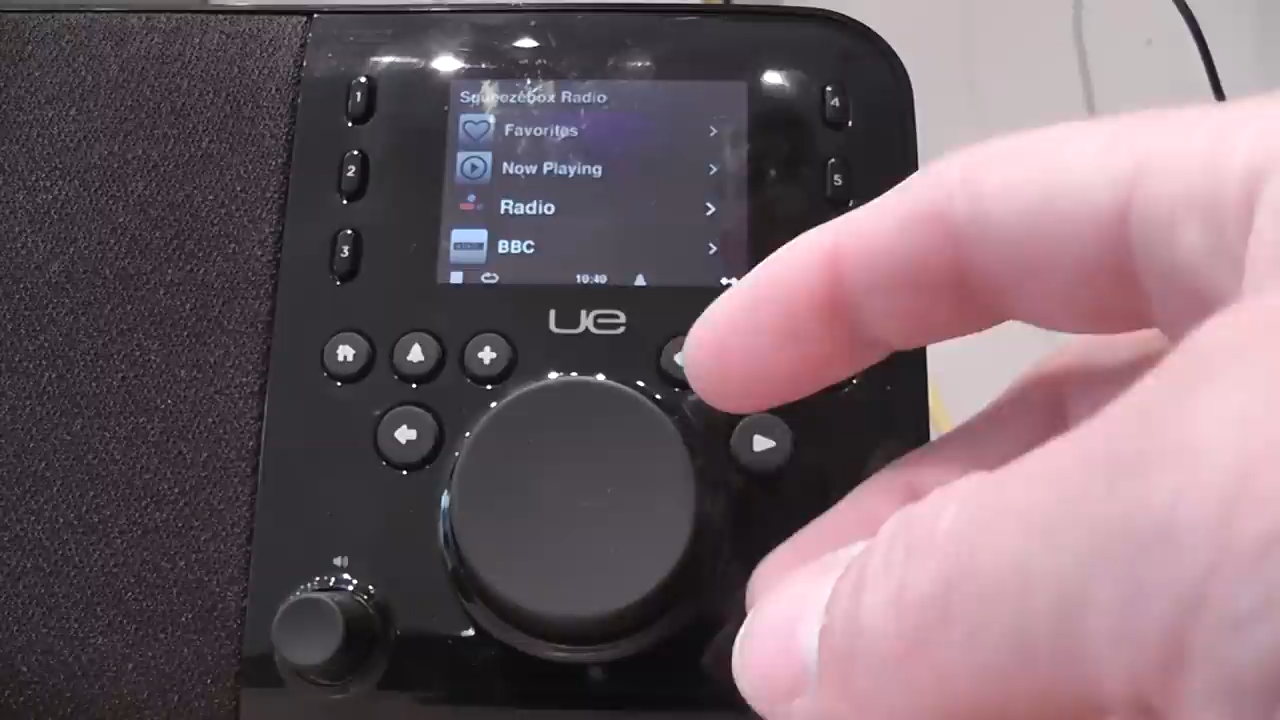 Squeezebox Radio
Favorites
Now Playing
Radio
BBC
10:40
ue
1
2
3
4
5